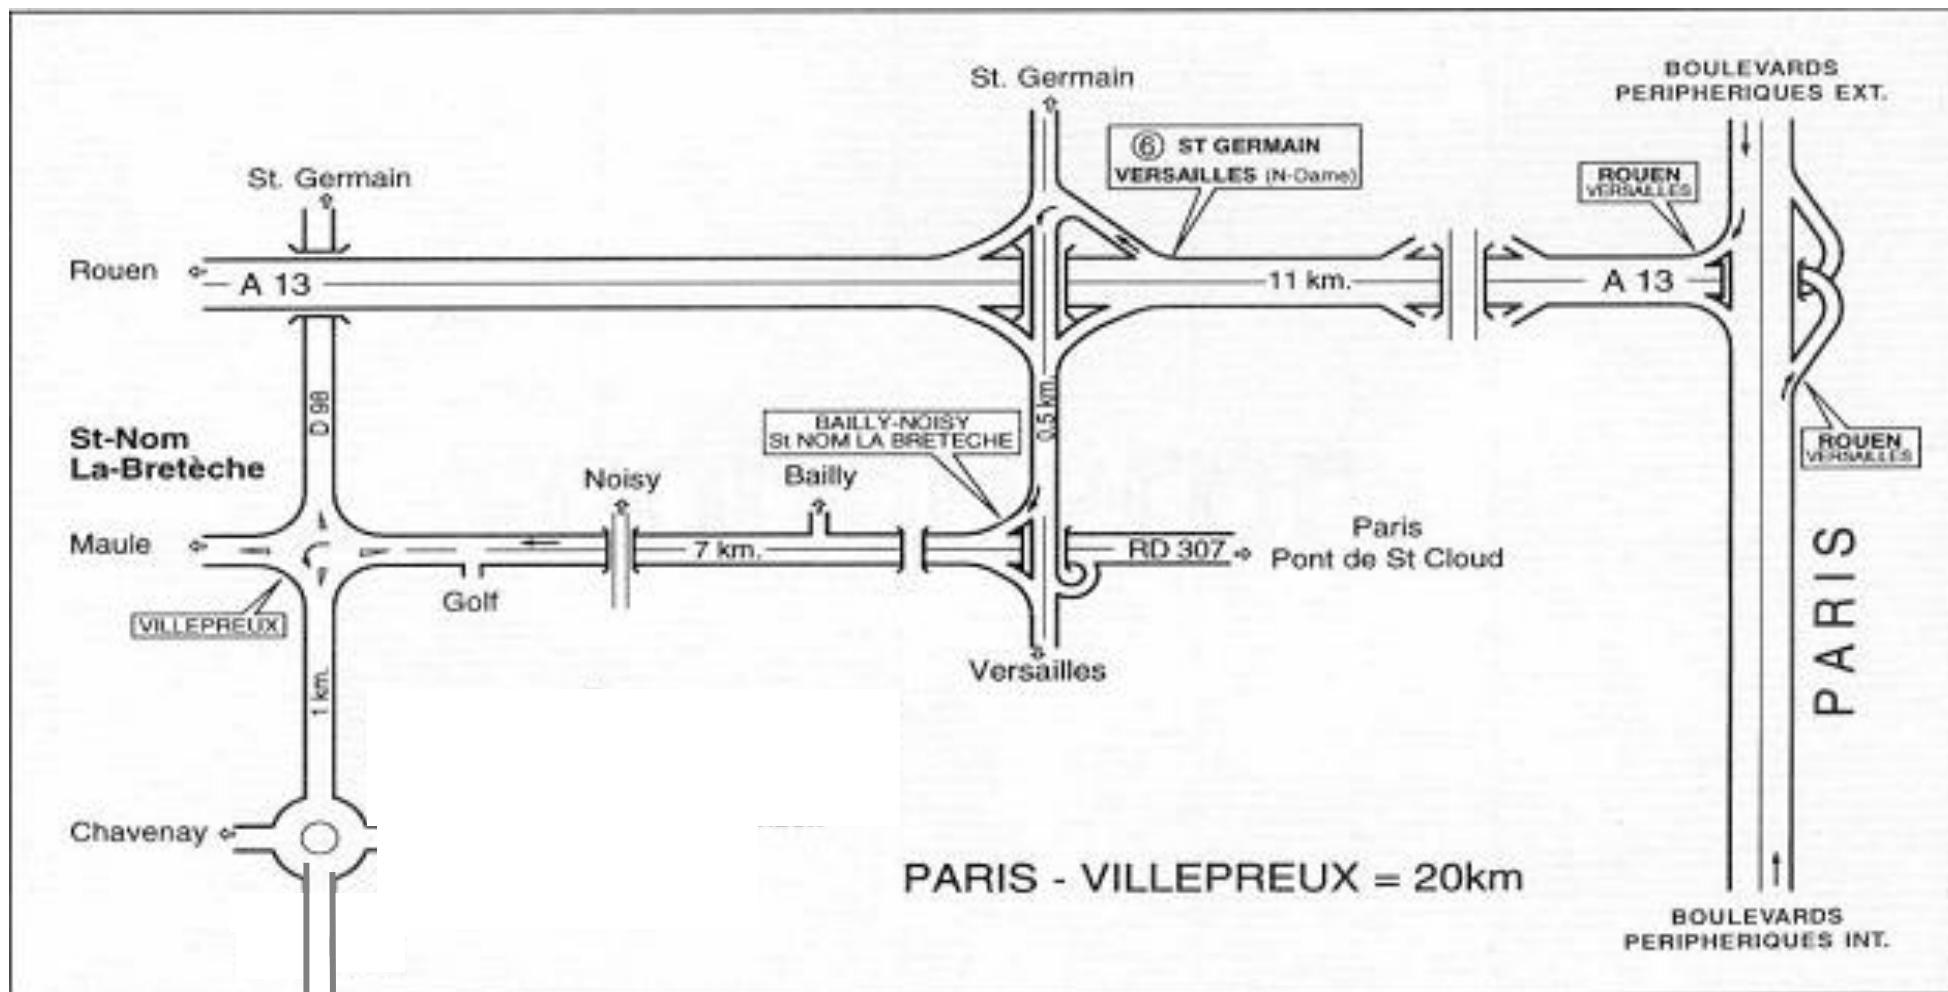 BOULEVARDS
PERIPHERIQUES EXT.
St. Germain
⑥ ST GERMAIN
VERSAILLES (N-Dame)
ROUEN
VERSAILLES
St. Germain
Rouen
A 13
11 km.
A 13
D 98
0,5 km.
BAILLY-NOISY
St NOM LA BRETECHE
St-Nom
La-Bretèche
ROUEN
VERSAILLES
Noisy
Bailly
Maule
7 km.
RD 307
Paris
Pont de St Cloud
Golf
VILLEPREUX
Versailles
PARIS
1 km.
Chavenay
PARIS - VILLEPREUX = 20km
BOULEVARDS
PERIPHERIQUES INT.